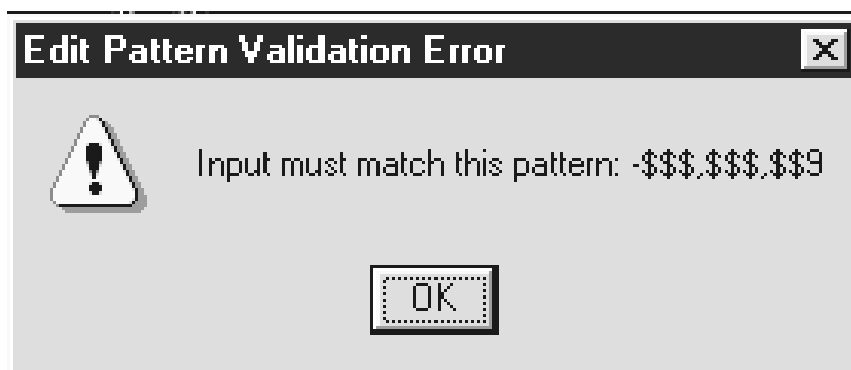 Edit Pattern Validation Error
Input must match this pattern: -$$$,$$$,$$9
OK